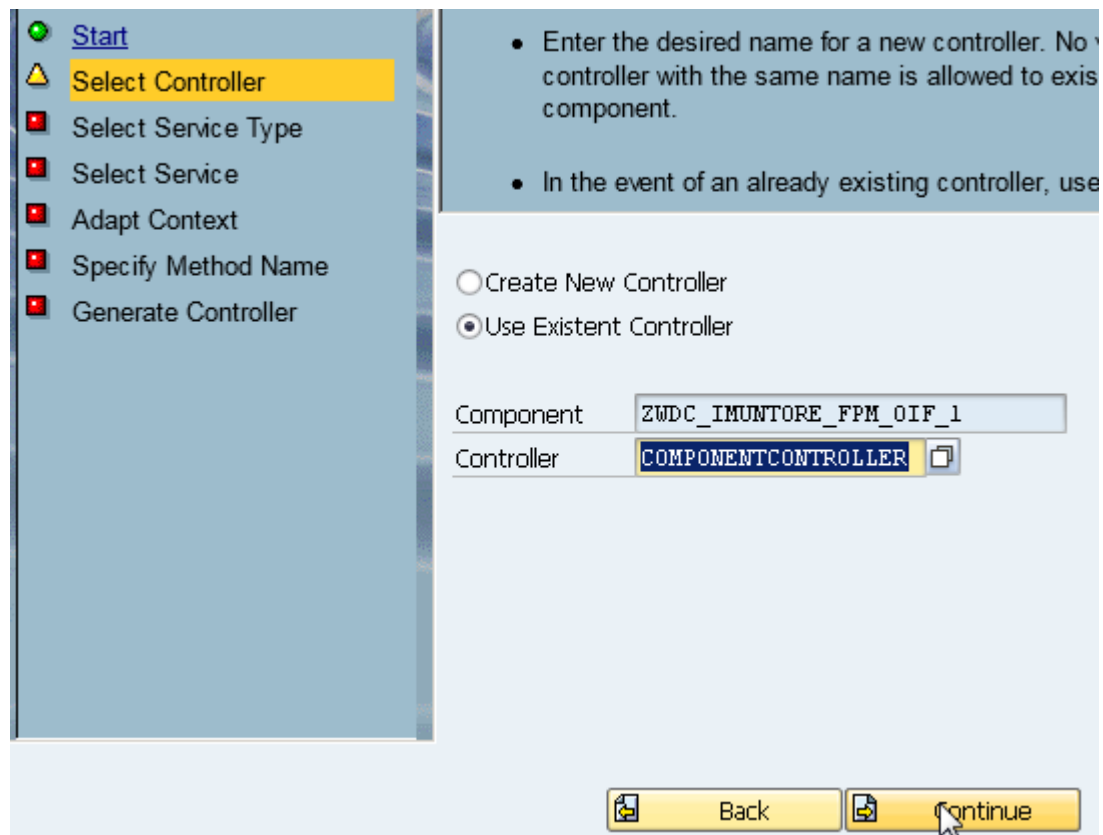 Start
Select Controller
Select Service Type
Select Service
Adapt Context
Specify Method Name
Generate Controller
Enter the desired name for a new controller. No
controller with the same name is allowed to exis
component.
In the event of an already existing controller, use
Create New Controller
Use Existent Controller
Component ZWDC_IMUNTORE_FPM_OIF_1
Controller COMPONENTCONTROLLER
Back Continue